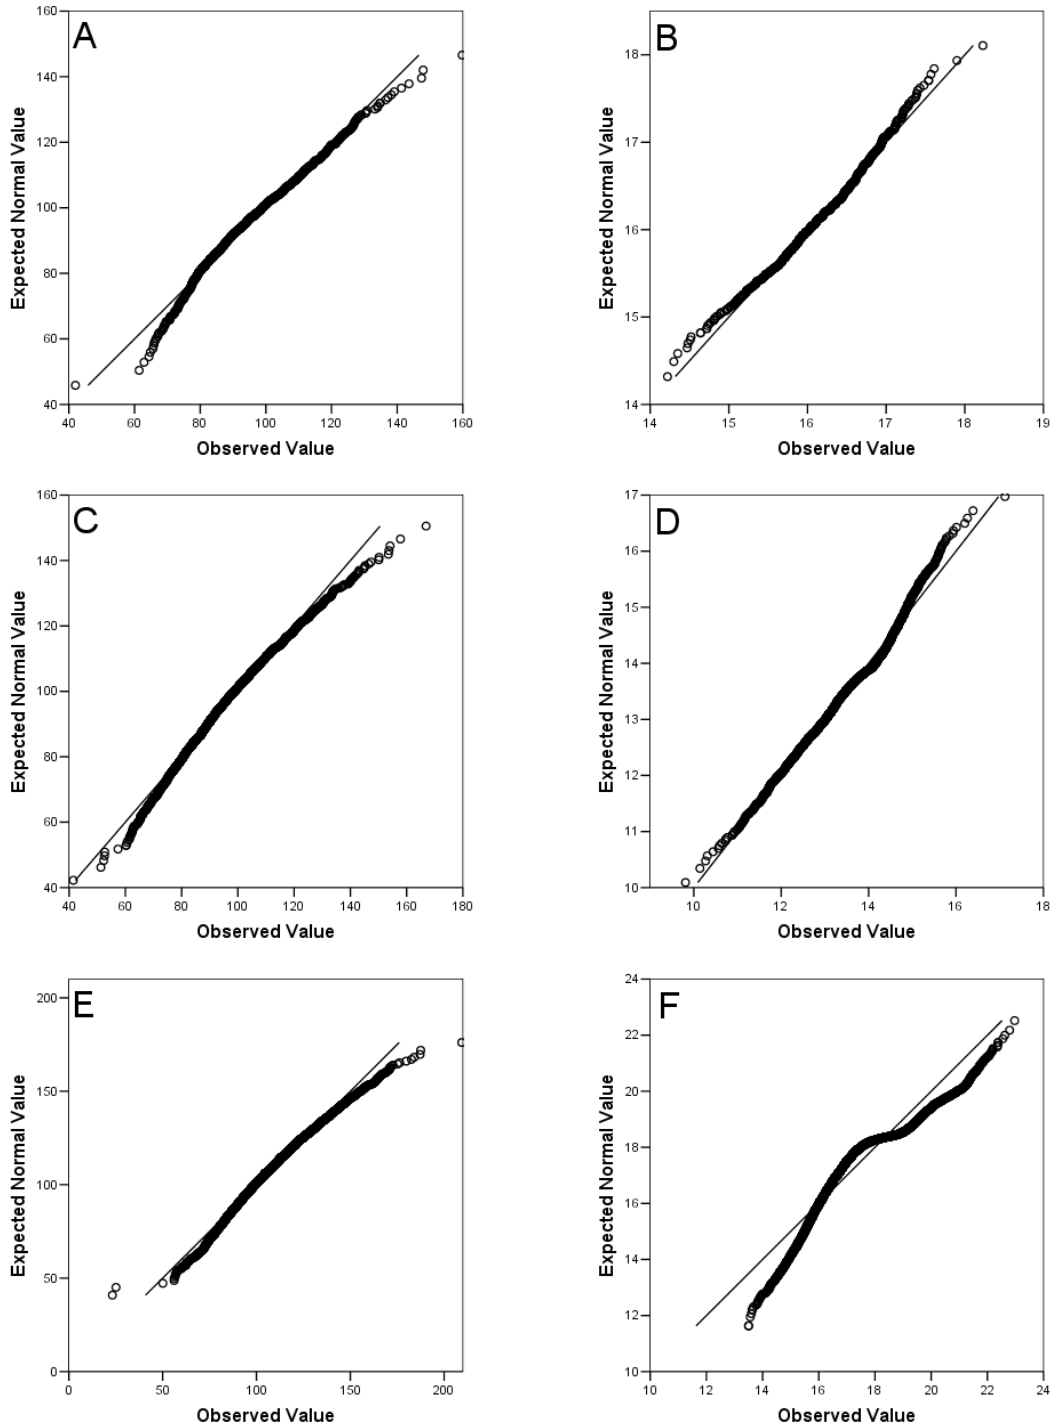 A
Expected Normal Value
160
140
120
100
80
60
40
40 60 80 100 120 140 160
Observed Value
B
Expected Normal Value
18
17
16
15
14
14 15 16 17 18 19
Observed Value
C
Expected Normal Value
160
140
120
100
80
60
40
40 60 80 100 120 140 160 180
Observed Value
D
Expected Normal Value
17
16
15
14
13
12
11
10
10 12 14 16 18
Observed Value
E
Expected Normal Value
200
150
100
50
0
0 50 100 150 200
Observed Value
F
Expected Normal Value
24
22
20
18
16
14
12
10
10 12 14 16 18 20 22 24
Observed Value